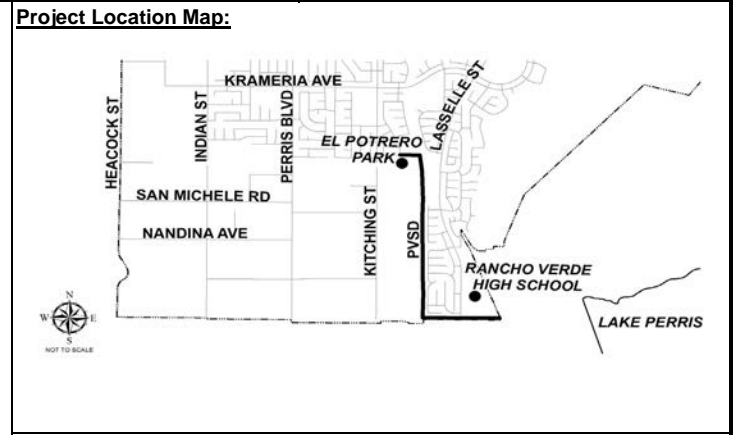 Project Location Map:
KRAMERIA AVE
HEACOCK ST
INDIAN ST
PERRIS BLVD
LASSELLE ST
EL POTRERO
PARK
SAN MICHELE RD
KITCHING ST
NANDINA AVE
PVSD
RANCHO VERDE
HIGH SCHOOL
LAKE PERRIS
N
W
E
S
NOT TO SCALE